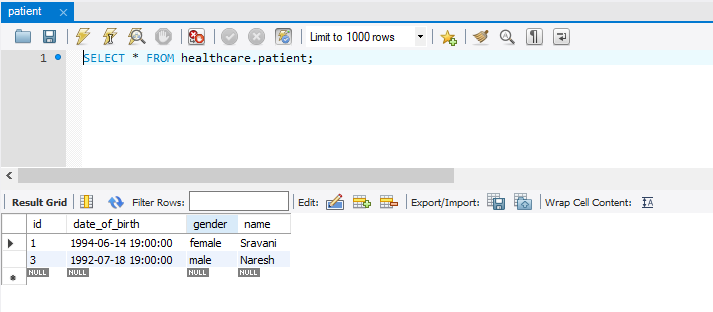 patient
Limit to 1000 rows
1 SELECT * FROM healthcare.patient;
Result Grid Filter Rows: Edit: Export/Import: Wrap Cell Content: IA
id date_of_birth gender name
1 1994-06-14 19:00:00 female Sravani
3 1992-07-18 19:00:00 male Naresh
NULL NULL NULL NULL